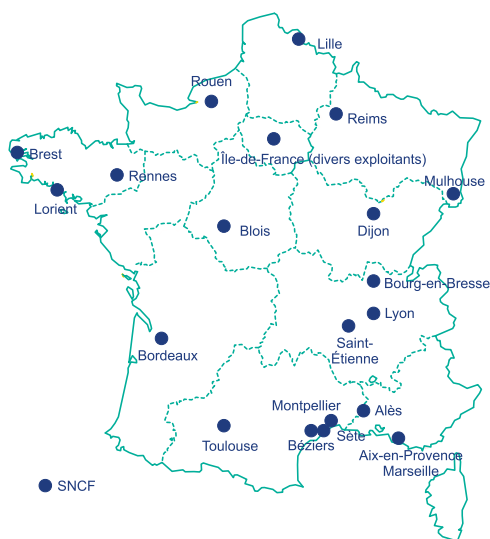 Lille
Rouen
Reims
Brest
Île-de-France (divers exploitants)
Rennes
Mulhouse
Lorient
Blois
Dijon
Bourg-en-Bresse
Lyon
Saint-
Étienne
Bordeaux
Montpellier
Alès
Sète
Béziers
Toulouse
Aix-en-Provence
Marseille
SNCF